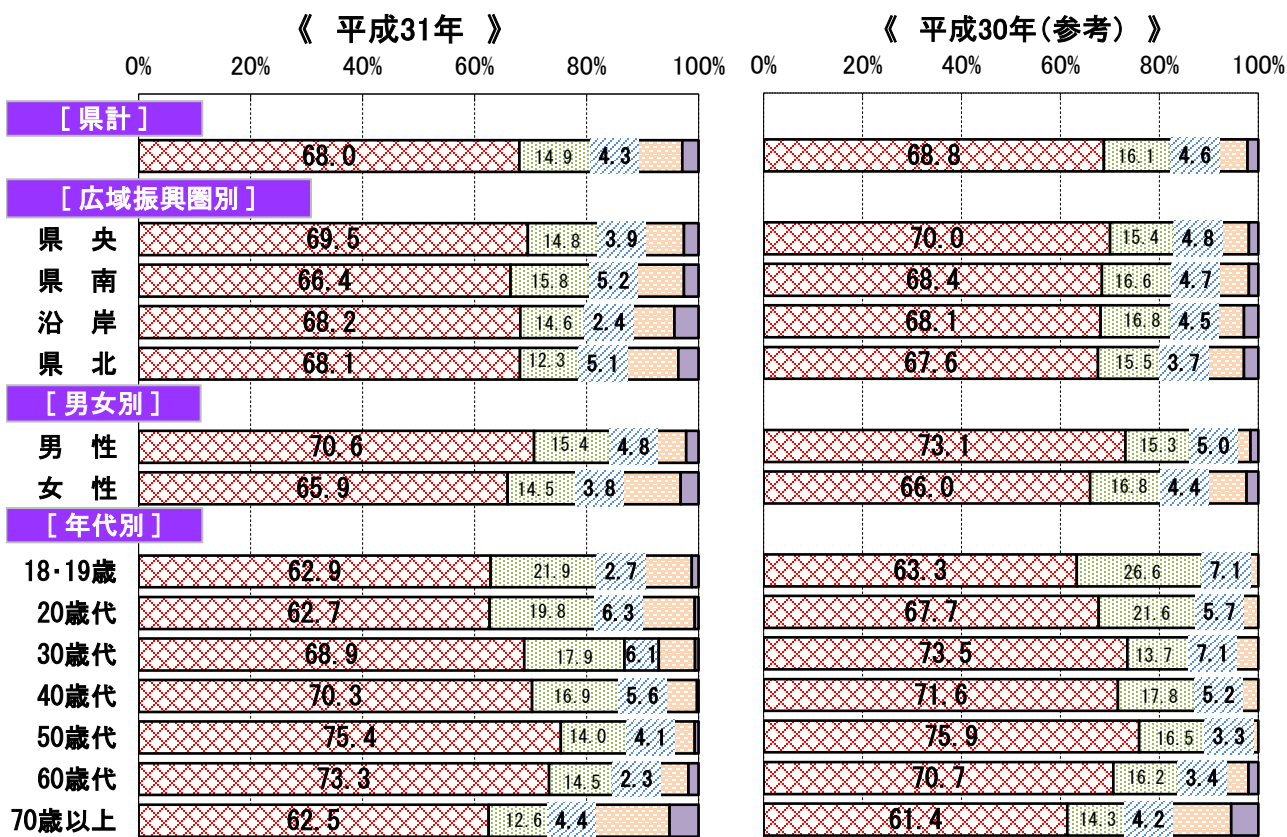 《 平成31年 》 《 平成30年(参考) 》
0% 20% 40% 60% 80% 100% 0% 20% 40% 60% 80% 100%
[ 県計 ]
68.0 14.9 4.3 68.8 16.1 4.6
[ 広域振興圏別 ]
県 央 69.5 14.8 3.9 70.0 15.4 4.8
県 南 66.4 15.8 5.2 68.4 16.6 4.7
沿 岸 68.2 14.6 2.4 68.1 16.8 4.5
県 北 68.1 12.3 5.1 67.6 15.5 3.7
[ 男女別 ]
男 性 70.6 15.4 4.8 73.1 15.3 5.0
女 性 65.9 14.5 3.8 66.0 16.8 4.4
[ 年代別 ]
18・19歳 62.9 21.9 2.7 63.3 26.6 7.1
20歳代 62.7 19.8 6.3 67.7 21.6 5.7
30歳代 68.9 17.9 6.1 73.5 13.7 7.1
40歳代 70.3 16.9 5.6 71.6 17.8 5.2
50歳代 75.4 14.0 4.1 75.9 16.5 3.3
60歳代 73.3 14.5 2.3 70.7 16.2 3.4
70歳以上 62.5 12.6 4.4 61.4 14.3 4.2